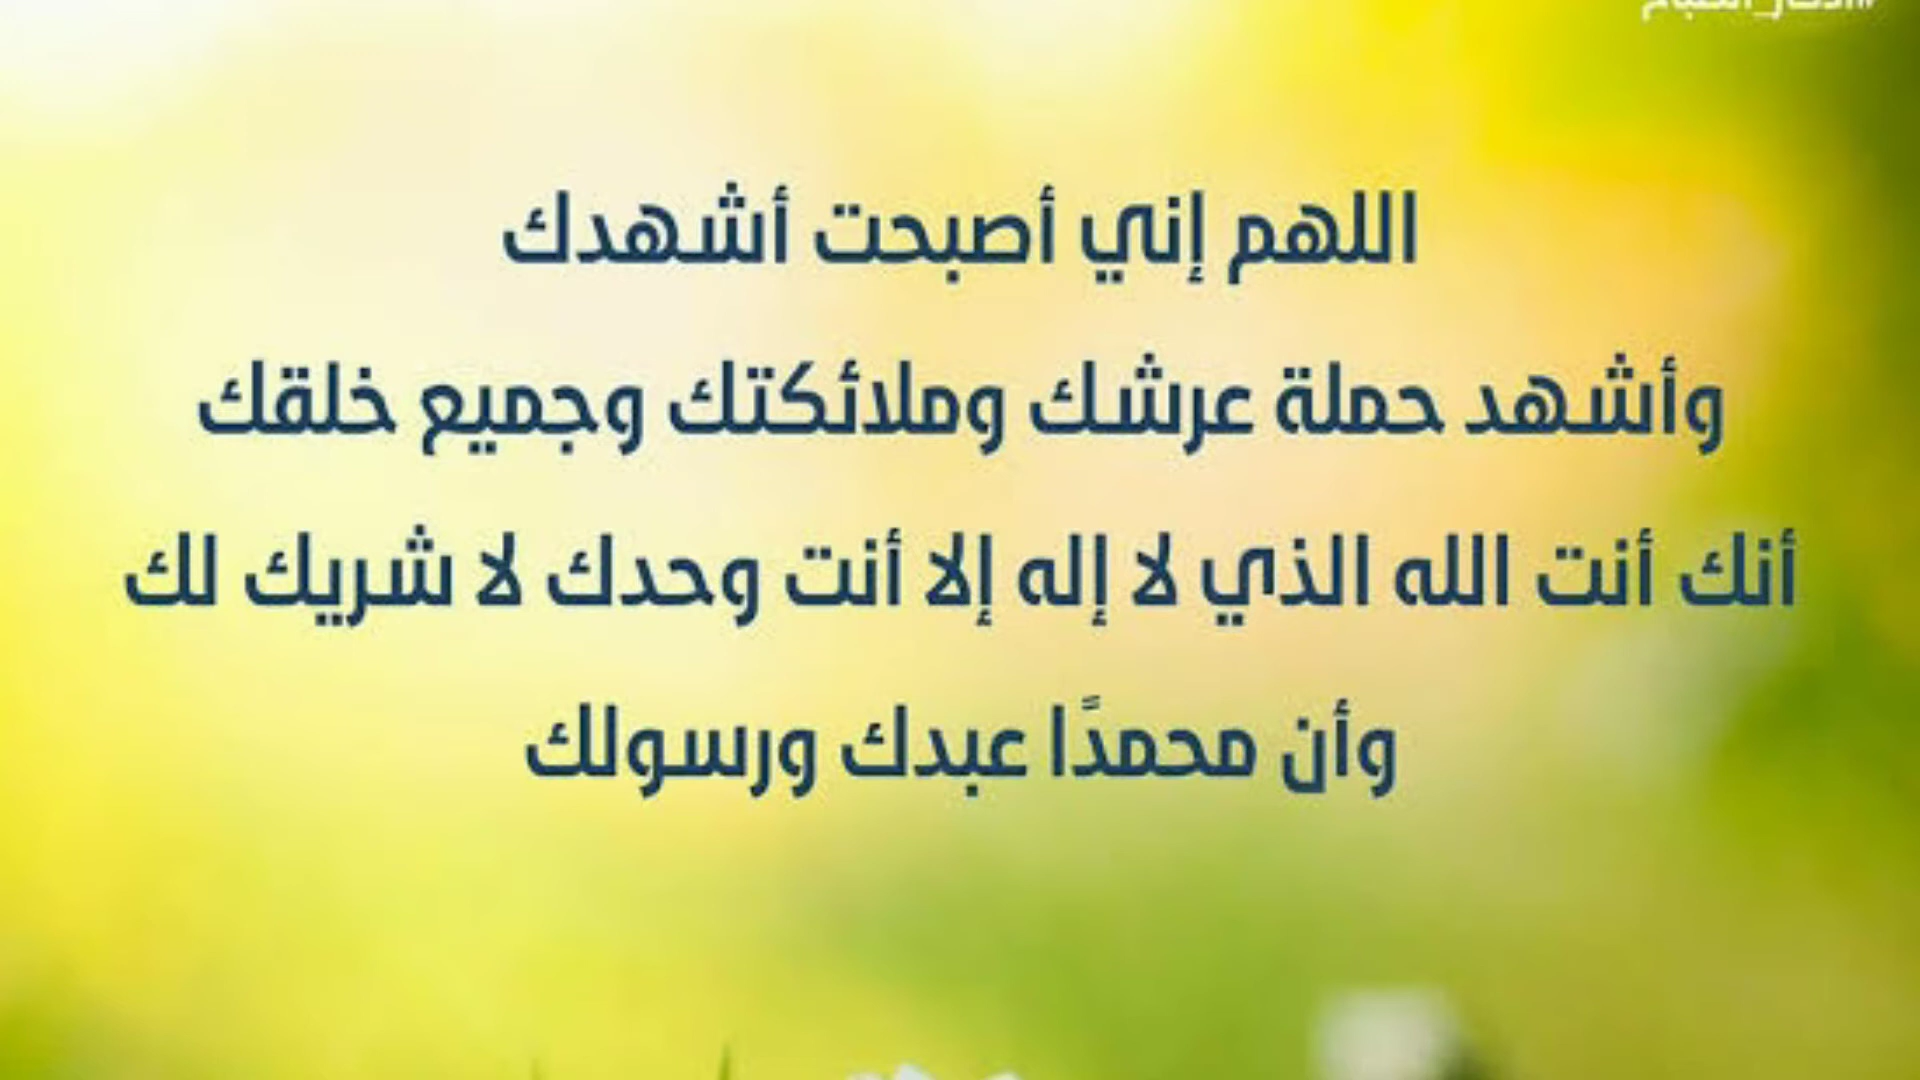 اللهم إني أصبحت أشهدك
وأشهد حملة عرشك وملائكتك وجميع خلقك
أنك أنت الله الذي لا إله إلا أنت وحدك لا شريك لك
وأن محمدًا عبدك ورسولك